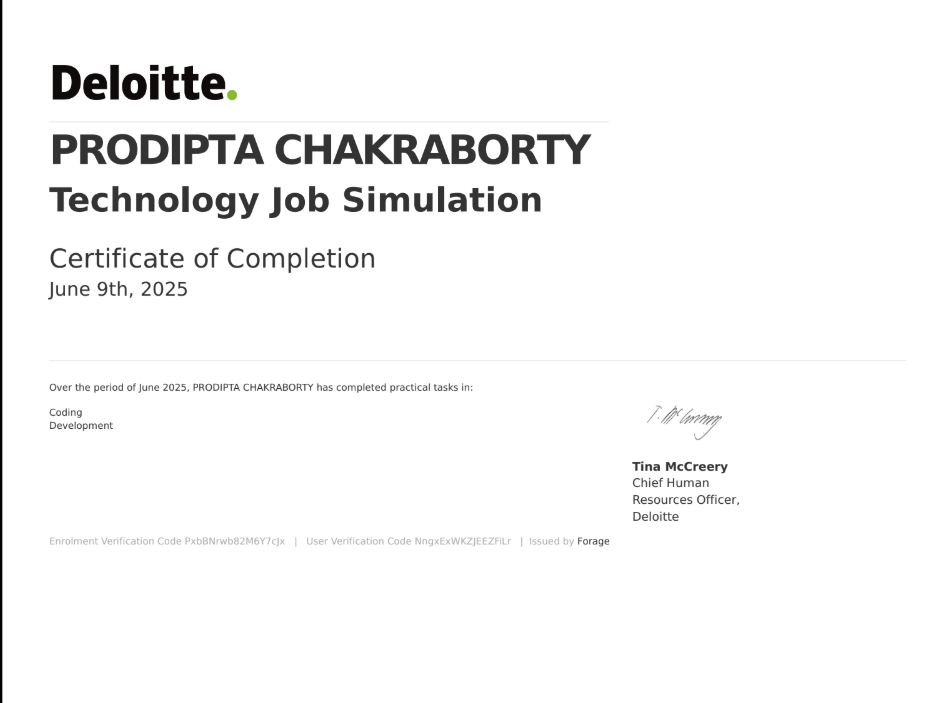 Deloitte.
PRODIPTA CHAKRABORTY
Technology Job Simulation
Certificate of Completion
June 9th, 2025
Over the period of June 2025, PRODIPTA CHAKRABORTY has completed practical tasks in:
Coding
Development
T. McCreery
Tina McCreery
Chief Human
Resources Officer,
Deloitte
Enrolment Verification Code PxbBNrwb82M6Y7cJx | User Verification Code NngxExWKZJEEZFiLr | Issued by Forage